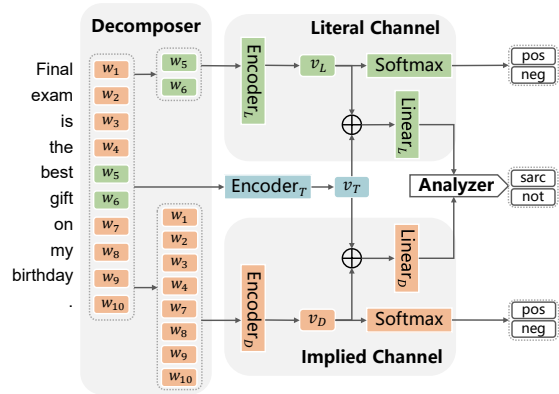 Decomposer
Literal Channel
Final
exam
is
the
best
gift
on
my
birthday
.
w1
w2
w3
w4
w5
w6
w7
w8
w9
w10
w5
w6
w1
w2
w3
w4
w7
w8
w9
w10
EncoderL
vL
Softmax
pos
neg
LinearL
EncoderT
vT
Analyzer
sarc
not
LinearD
EncoderD
vD
Softmax
pos
neg
Implied Channel